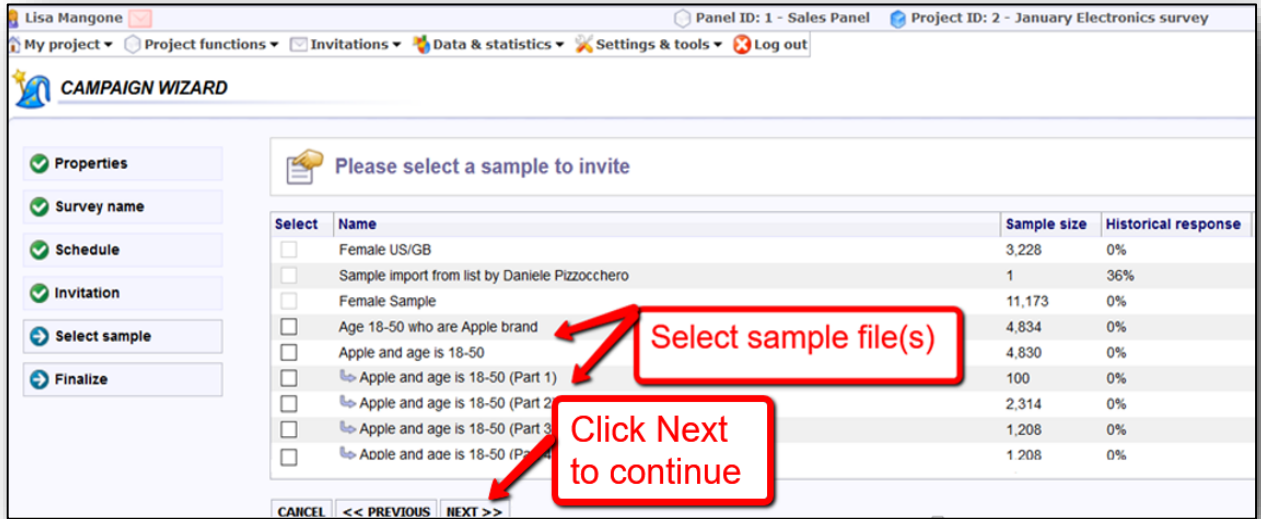 Lisa Mangone Panel ID: 1 - Sales Panel Project ID: 2 - January Electronics survey
My project Project functions Invitations Data & statistics Settings & tools Log out
CAMPAIGN WIZARD
Properties
Survey name
Schedule
Invitation
Select sample
Finalize
Please select a sample to invite
Select Name Sample size Historical response
Female US/GB 3,228 0%
Sample import from list by Daniele Pizzocchero 1 36%
Female Sample 11,173 0%
Age 18-50 who are Apple brand 4,834 0%
Apple and age is 18-50 4,830 0%
Apple and age is 18-50 (Part 1) 100 0%
Apple and age is 18-50 (Part 2) 2,314 0%
Apple and age is 18-50 (Part 3 1,208 0%
Apple and age is 18-50 1,208 0%
Select sample file(s)
Click Next
to continue
CANCEL << PREVIOUS NEXT >>